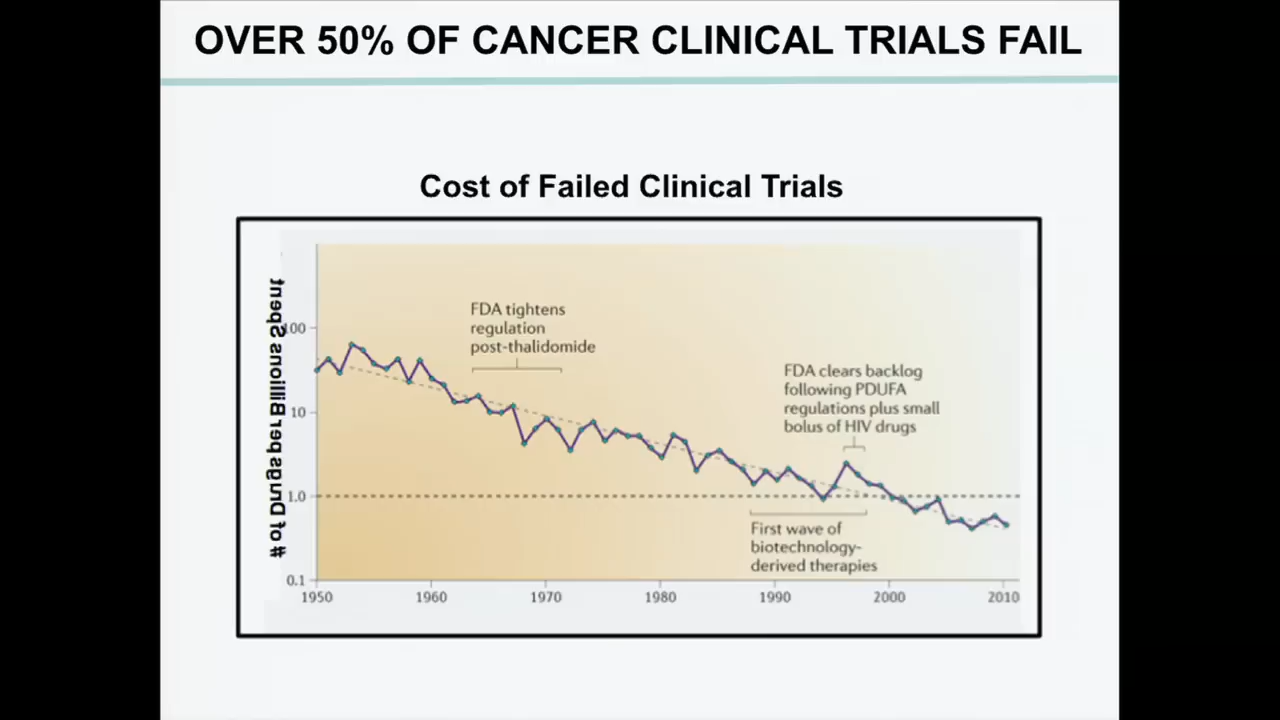 OVER 50% OF CANCER CLINICAL TRIALS FAIL
Cost of Failed Clinical Trials
# of Drugs per Billions Spent
100
10
1.0
0.1
FDA tightens
regulation
post-thalidomide
FDA clears backlog
following PDUFA
regulations plus small
bolus of HIV drugs
First wave of
biotechnology-
derived therapies
1950 1960 1970 1980 1990 2000 2010